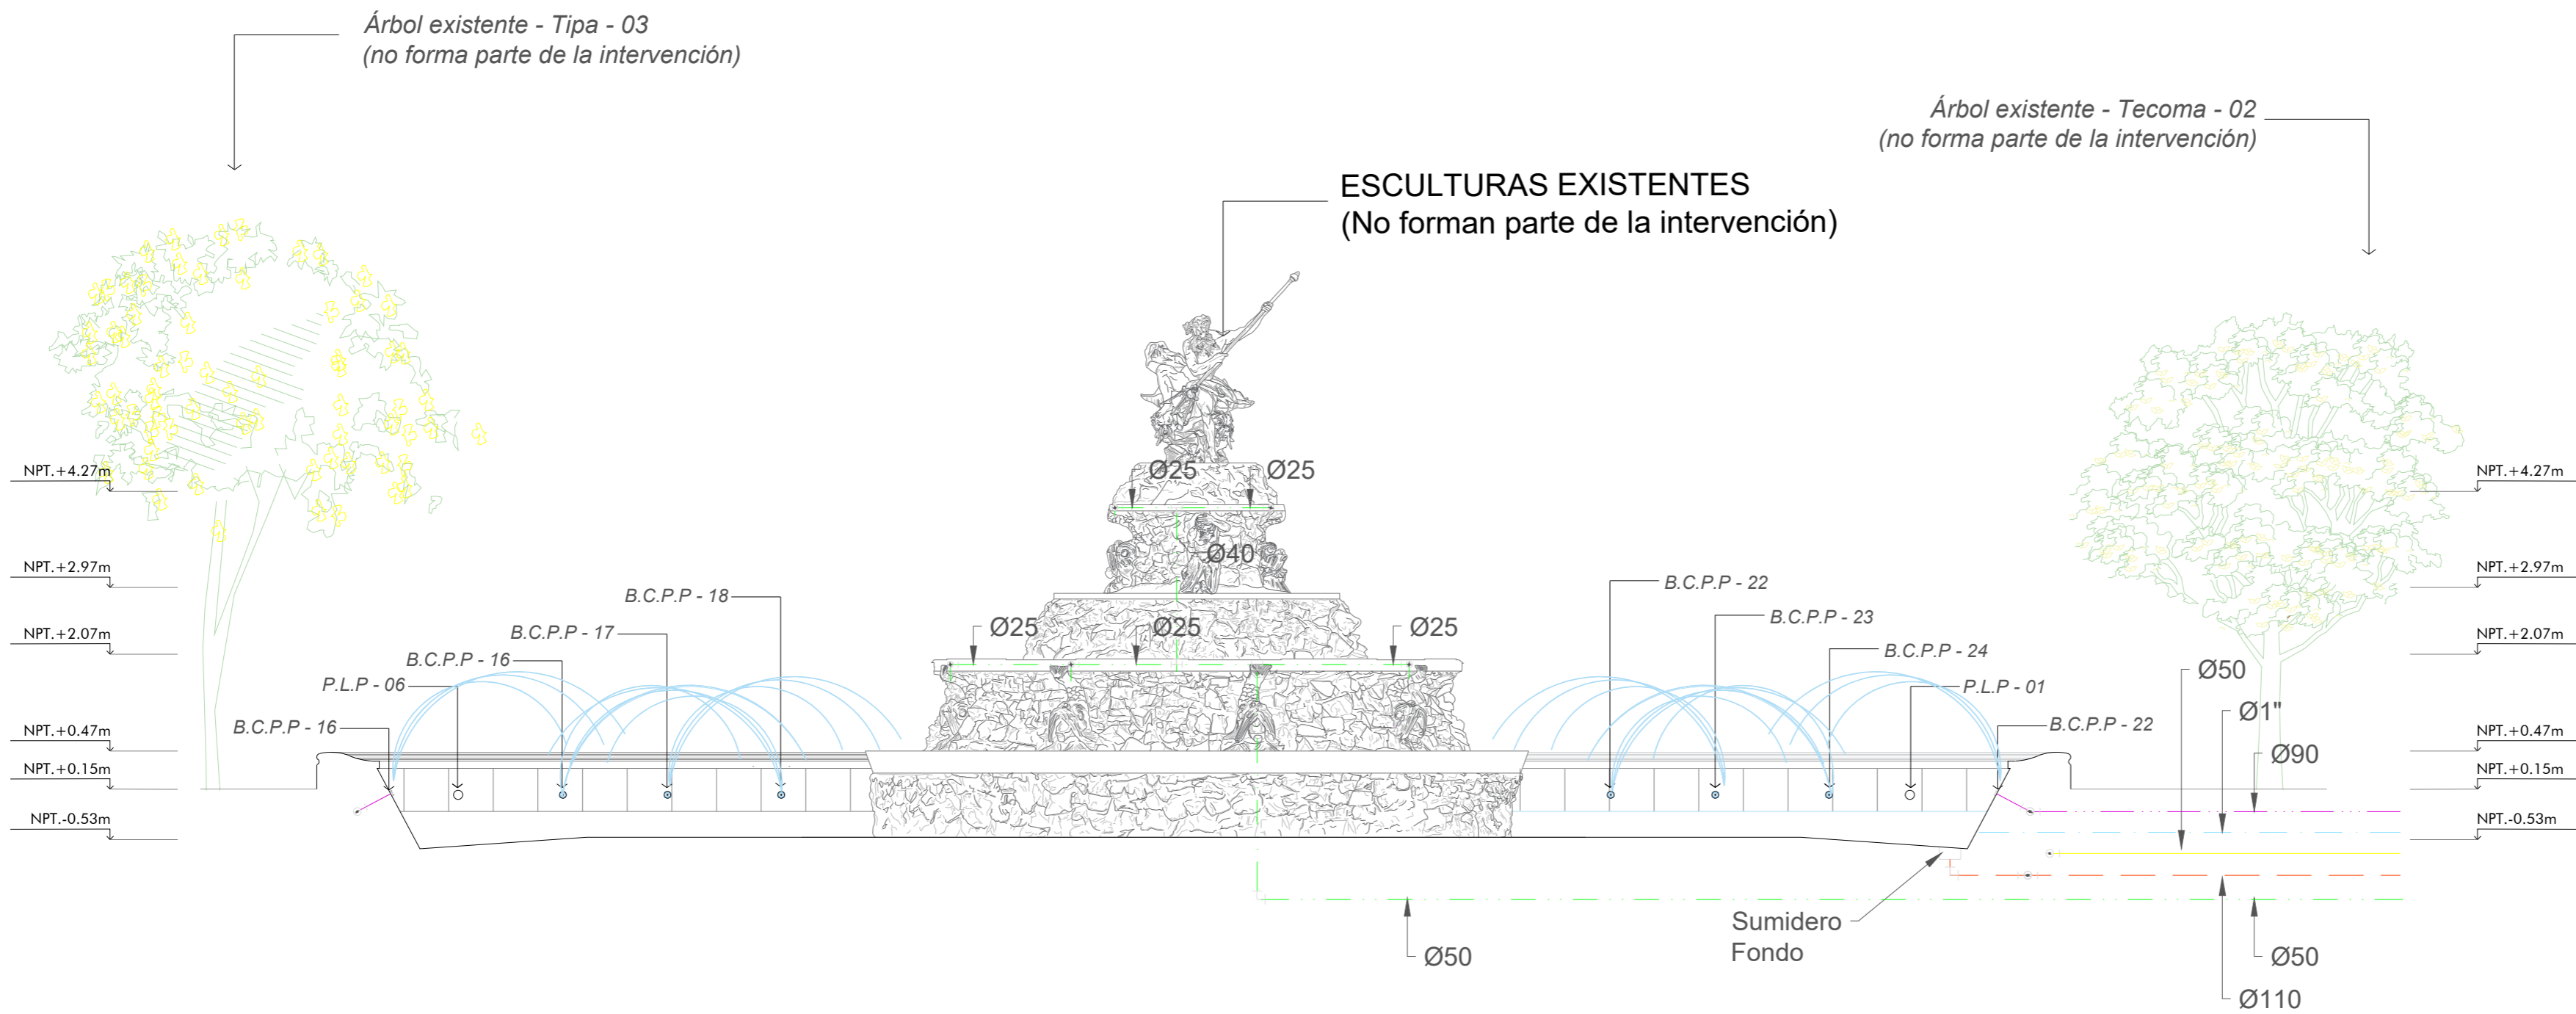 Árbol existente - Tipa - 03
(no forma parte de la intervención)
Árbol existente - Tecoma - 02
(no forma parte de la intervención)
ESCULTURAS EXISTENTES
(No forman parte de la intervención)
NPT.+4.27m
Ø25
Ø25
NPT.+4.27m
Ø40
NPT.+2.97m
NPT.+2.97m
B.C.P.P - 18
B.C.P.P - 22
B.C.P.P - 23
NPT.+2.07m
B.C.P.P - 17
Ø25
Ø25
Ø25
NPT.+2.07m
B.C.P.P - 16
B.C.P.P - 24
Ø50
P.L.P - 06
P.L.P - 01
B.C.P.P - 16
B.C.P.P - 22
Ø1"
NPT.+0.47m
NPT.+0.47m
Ø90
NPT.+0.15m
NPT.+0.15m
NPT.-0.53m
NPT.-0.53m
Sumidero
Fondo
Ø50
Ø50
Ø110